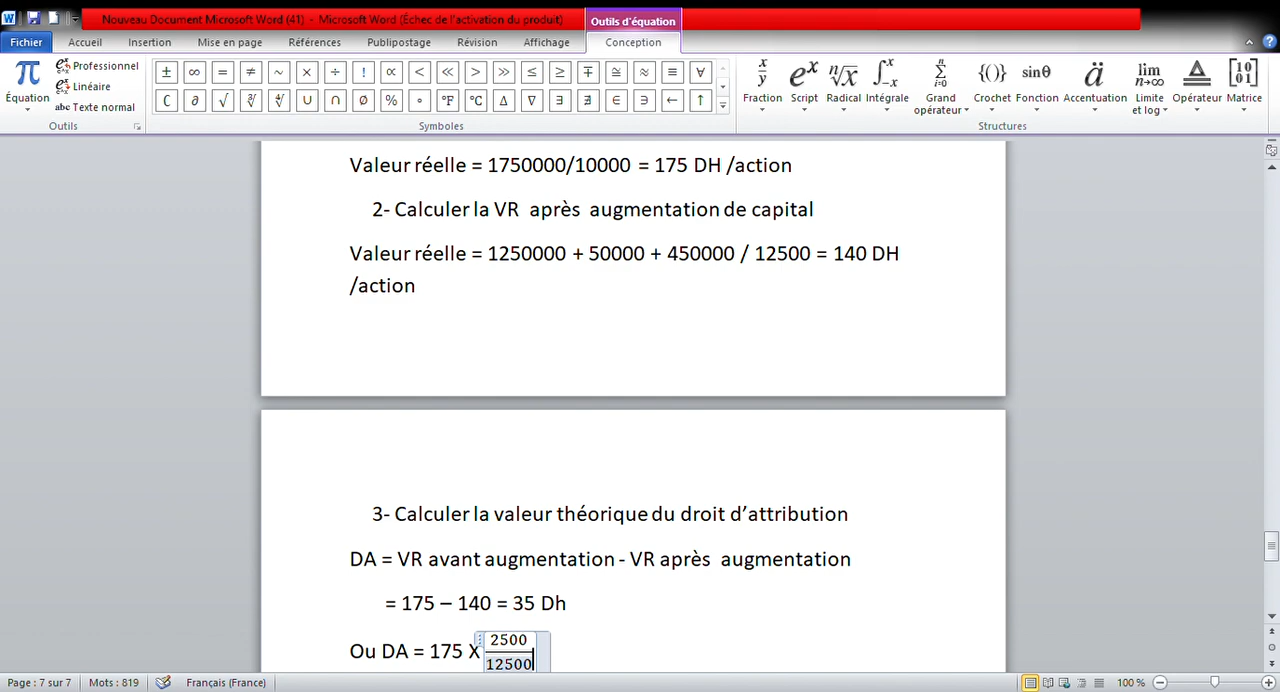 Nouveau Document Microsoft Word (41) - Microsoft Word (Échec de l'activation du produit)
Outils d'équation
Fichier Accueil Insertion Mise en page Références Publipostage Révision Affichage Conception
π Équation
Professionnel
Linéaire
abc Texte normal
Outils
± ∞ = ≠ ~ × ÷ ! ∝ < ≪ > ≫ ≤ ≥ ∓ ≅ ≈ ≡ ∀
∁ ∂ √ ∛ ∜ ∪ ∩ ∅ % ° °F °C ∆ ∇ ∃ ∄ ∈ ∋ ← ↑
Symboles
Fraction Script Radical Intégrale Grand opérateur Crochet Fonction Accentuation Limite et log Opérateur Matrice
Structures
Valeur réelle = 1750000/10000 = 175 DH /action
2- Calculer la VR après augmentation de capital
Valeur réelle = 1250000 + 50000 + 450000 / 12500 = 140 DH
/action
3- Calculer la valeur théorique du droit d’attribution
DA = VR avant augmentation - VR après augmentation
= 175 – 140 = 35 Dh
Ou DA = 175 X 2500
12500
Page : 7 sur 7 Mots : 819 Français (France) 100 %